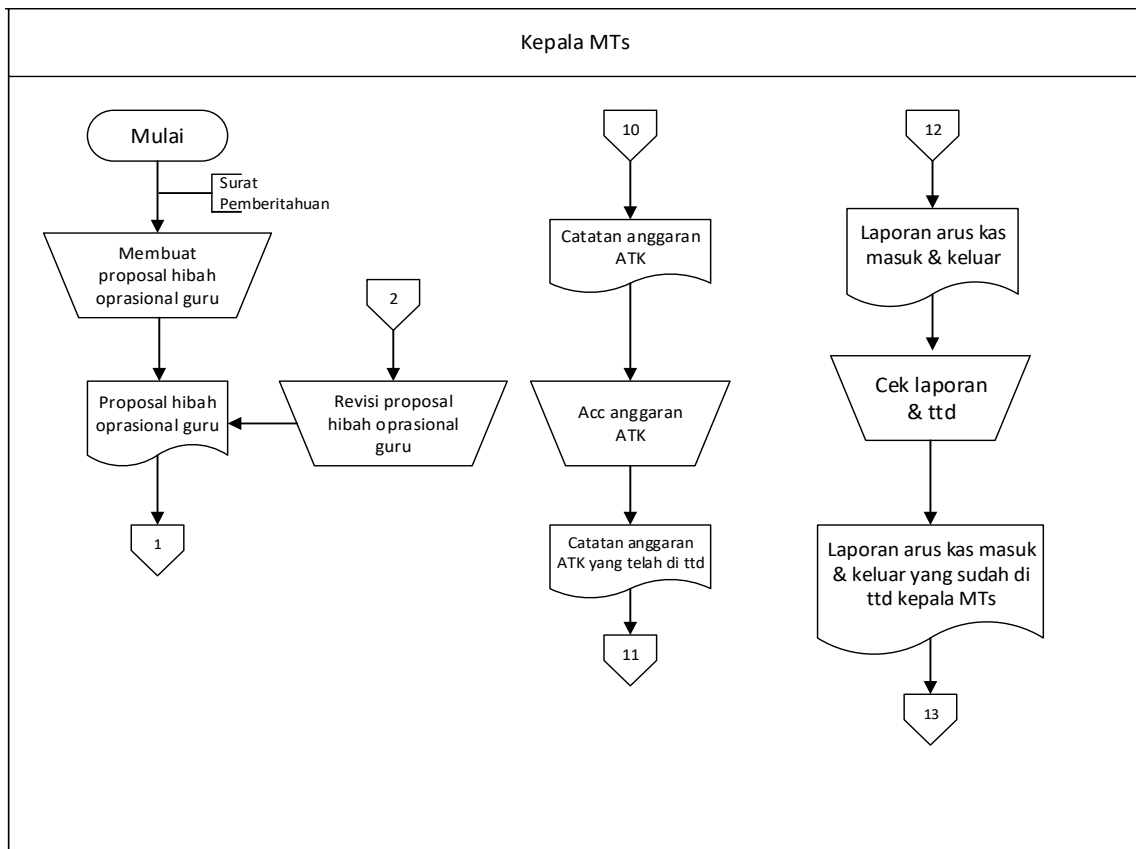 Kepala MTs
Mulai
Surat
Pemberitahuan
Membuat
proposal hibah
oprasional guru
2
Proposal hibah
oprasional guru
Revisi proposal
hibah oprasional
guru
1
10
Catatan anggaran
ATK
Acc anggaran
ATK
Catatan anggaran
ATK yang telah di ttd
11
12
Laporan arus kas
masuk & keluar
Cek laporan
& ttd
Laporan arus kas masuk
& keluar yang sudah di
ttd kepala MTs
13